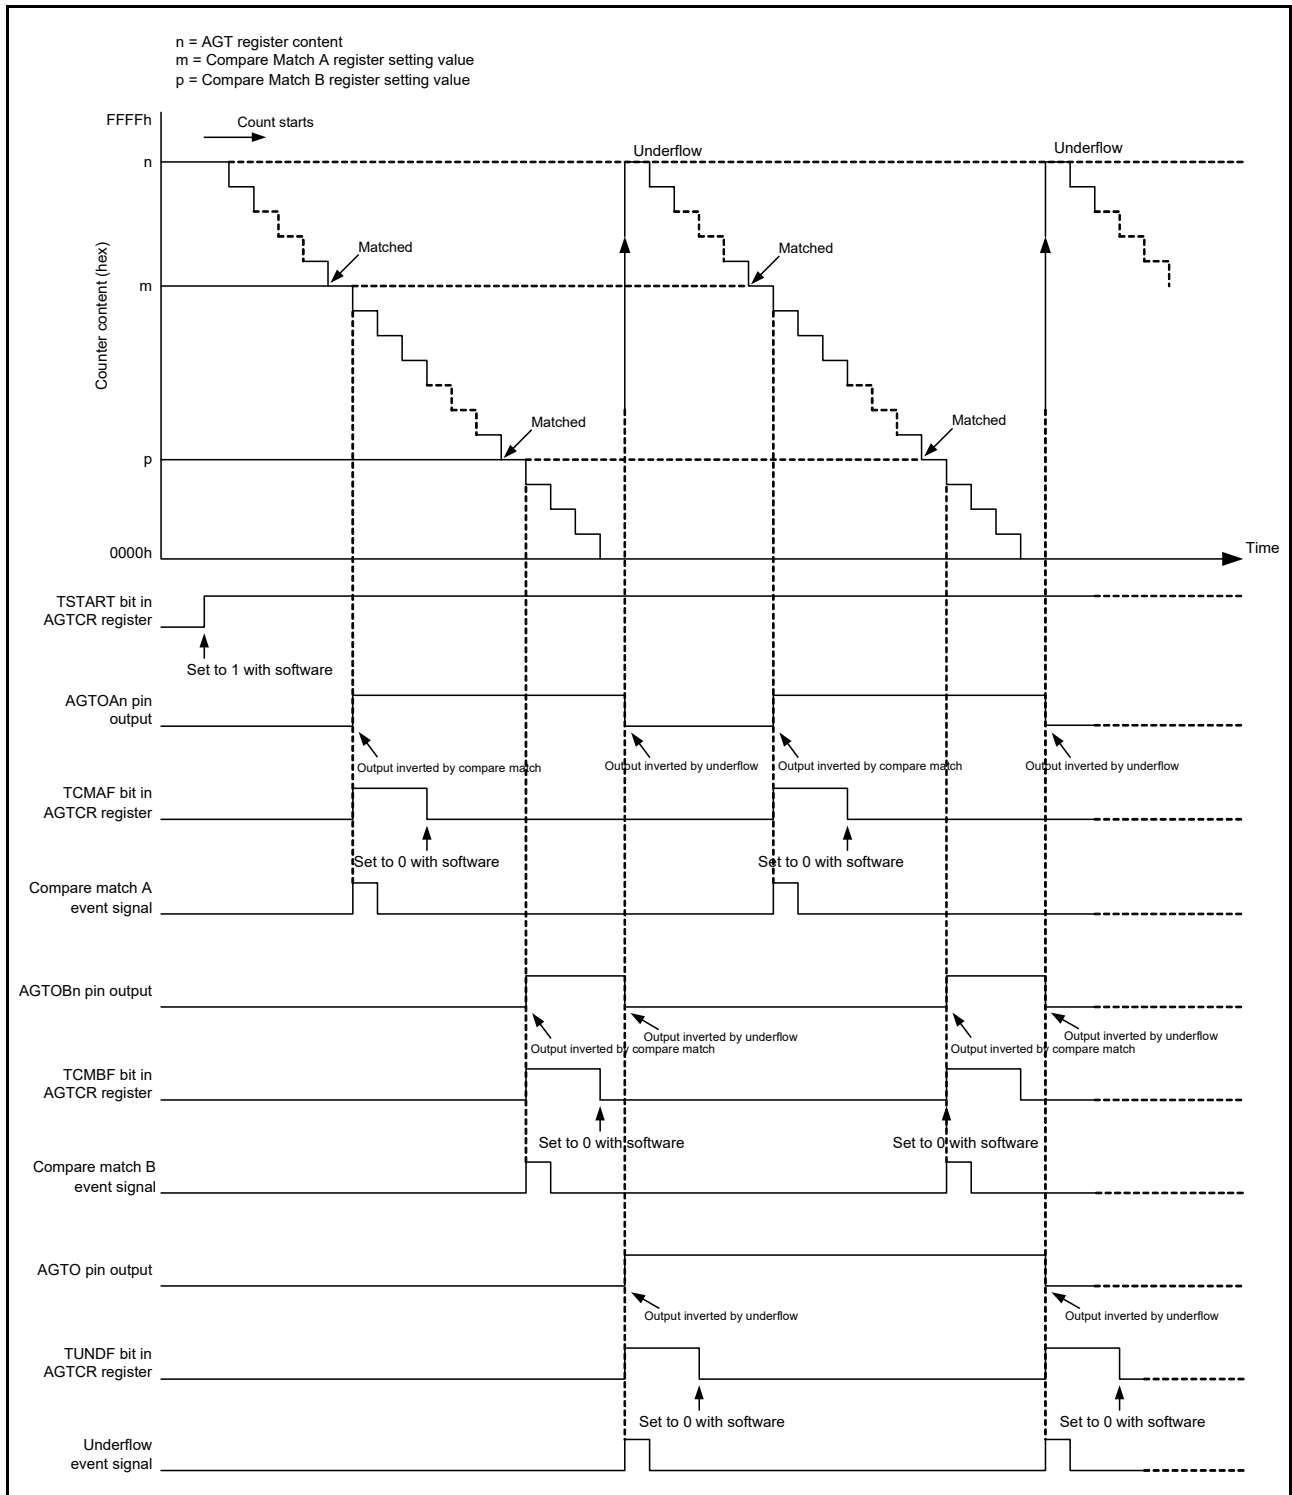 n = AGT register content
m = Compare Match A register setting value
p = Compare Match B register setting value
FFFFh
Count starts
n
Underflow
Underflow
Matched
Matched
Counter content (hex)
m
Matched
Matched
p
0000h
Time
TSTART bit in
AGTCR register
Set to 1 with software
AGTOAn pin
output
Output inverted by compare match
Output inverted by underflow
Output inverted by compare match
Output inverted by underflow
TCMAF bit in
AGTCR register
Set to 0 with software
Set to 0 with software
Compare match A
event signal
AGTOBn pin output
Output inverted by underflow
Output inverted by underflow
Output inverted by compare match
Output inverted by compare match
TCMBF bit in
AGTCR register
Set to 0 with software
Set to 0 with software
Compare match B
event signal
AGTO pin output
Output inverted by underflow
Output inverted by underflow
TUNDF bit in
AGTCR register
Set to 0 with software
Set to 0 with software
Underflow
event signal